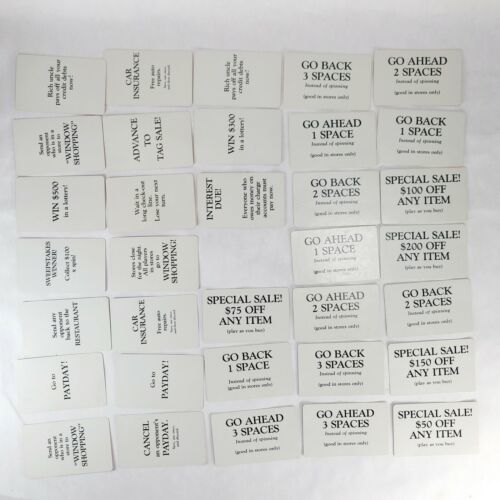 Rich uncle
pays off all your
credit debts
now!
CAR
INSURANCE
Free auto
repairs.
Rich uncle
pays off all your
credit debts
now!
GO BACK
3 SPACES
Instead of spinning
(good in stores only)
GO AHEAD
2 SPACES
Instead of spinning
(good in stores only)
Send an
opponent
who is in a
store to
"WINDOW
SHOPPING"
ADVANCE
TO
TAG SALE!
WIN $300
in a lottery!
GO AHEAD
1 SPACE
Instead of spinning
(good in stores only)
GO AHEAD
1 SPACE
Instead of spinning
(good in stores only)
WIN $500
in a lottery!
Wait in a
long check-out
line.
Lose your next
turn.
INTEREST
DUE!
Everyone who
owes money on
their charge
accounts must
pay now.
GO BACK
2 SPACES
Instead of spinning
(good in stores only)
SPECIAL SALE!
$100 OFF
ANY ITEM
(play as you buy)
SWEEPSTAKES
WINNER!
Collect $100
x spin!
Stores close
for the night.
All players
in stores
go to
WINDOW
SHOPPING!
GO AHEAD
1 SPACE
Instead of spinning
(good in stores only)
SPECIAL SALE!
$200 OFF
ANY ITEM
(play as you buy)
Send any
opponent
back to the
RESTAURANT
CAR
INSURANCE
Free auto
repairs.
SPECIAL SALE!
$75 OFF
ANY ITEM
(play as you buy)
GO AHEAD
2 SPACES
Instead of spinning
(good in stores only)
GO BACK
2 SPACES
Instead of spinning
(good in stores only)
Go to
PAYDAY!
Go to
PAYDAY!
GO BACK
1 SPACE
Instead of spinning
(good in stores only)
GO BACK
3 SPACES
Instead of spinning
(good in stores only)
SPECIAL SALE!
$150 OFF
ANY ITEM
(play as you buy)
Send an
opponent
who is in a
store to
"WINDOW
SHOPPING"
CANCEL
an opponent's
PAYDAY.
GO AHEAD
3 SPACES
Instead of spinning
(good in stores only)
GO AHEAD
3 SPACES
Instead of spinning
(good in stores only)
SPECIAL SALE!
$50 OFF
ANY ITEM
(play as you buy)